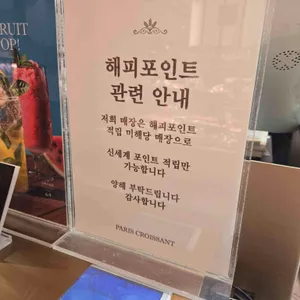 FRUIT
POP!
해피포인트
관련 안내
저희 매장은 해피포인트
적립 미해당 매장으로
신세계 포인트 적립만
가능합니다
양해 부탁드립니다
감사합니다
PARIS CROISSANT